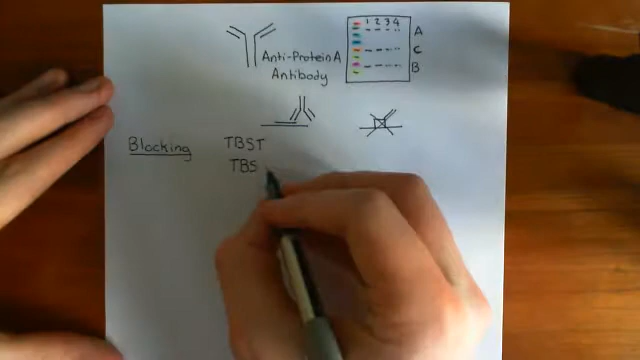 1 2 3 4
A
C
B
Anti-Protein A
Antibody
Blocking
TBST
TBS